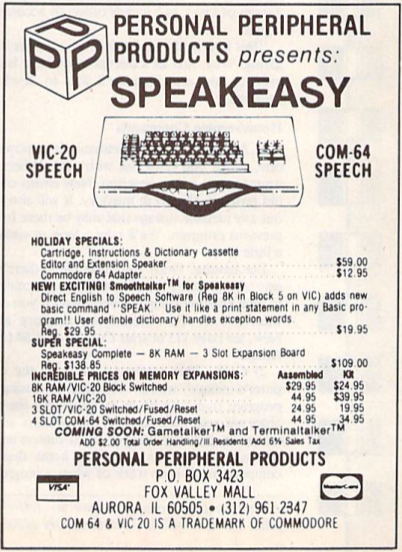 P P P
PERSONAL PERIPHERAL
PRODUCTS presents:
SPEAKEASY
VIC-20
SPEECH
COM-64
SPEECH
HOLIDAY SPECIALS:
Cartridge, Instructions & Dictionary Cassette
Editor and Extension Speaker $59.00
Commodore 64 Adapter $12.95
NEW! EXCITING! Smoothtalker™ for Speakeasy
Direct English to Speech Software (Reg 8K in Block 5 on VIC) adds new
basic command "SPEAK." Use it like a print statement in any Basic pro-
gram!! User definble dictionary handles exception words.
Reg. $29.95 $19.95
SUPER SPECIAL:
Speakeasy Complete — 8K RAM — 3 Slot Expansion Board
Reg. $138.85 $109.00
INCREDIBLE PRICES ON MEMORY EXPANSIONS: Assembled Kit
8K RAM/VIC-20 Block Switched $29.95 $24.95
16K RAM/VIC-20 44.95 $39.95
3 SLOT/VIC-20 Switched/Fused/Reset 24.95 19.95
4 SLOT COM-64 Switched/Fused/Reset 44.95 34.95
COMING SOON: Gametalker™ and Terminaltalker™
ADD $2.00 Total Order Handling/Ill Residents Add 6% Sales Tax
PERSONAL PERIPHERAL PRODUCTS
VISA
P.O. BOX 3423
FOX VALLEY MALL
AURORA, IL 60505 • (312) 961-2347
MasterCard
COM 64 & VIC 20 IS A TRADEMARK OF COMMODORE